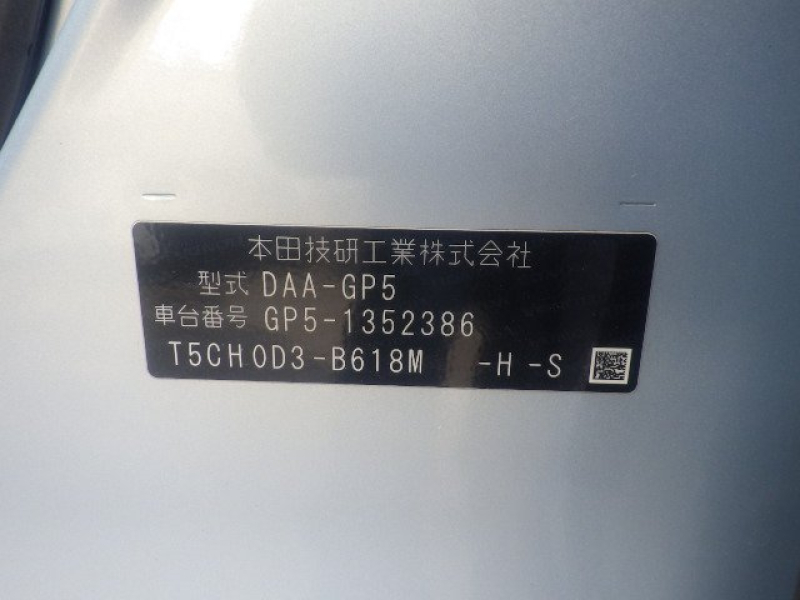 本田技研工業株式会社
型式 DAA-GP5
車台番号 GP5-1352386
T5CH0D3-B618M -H -S